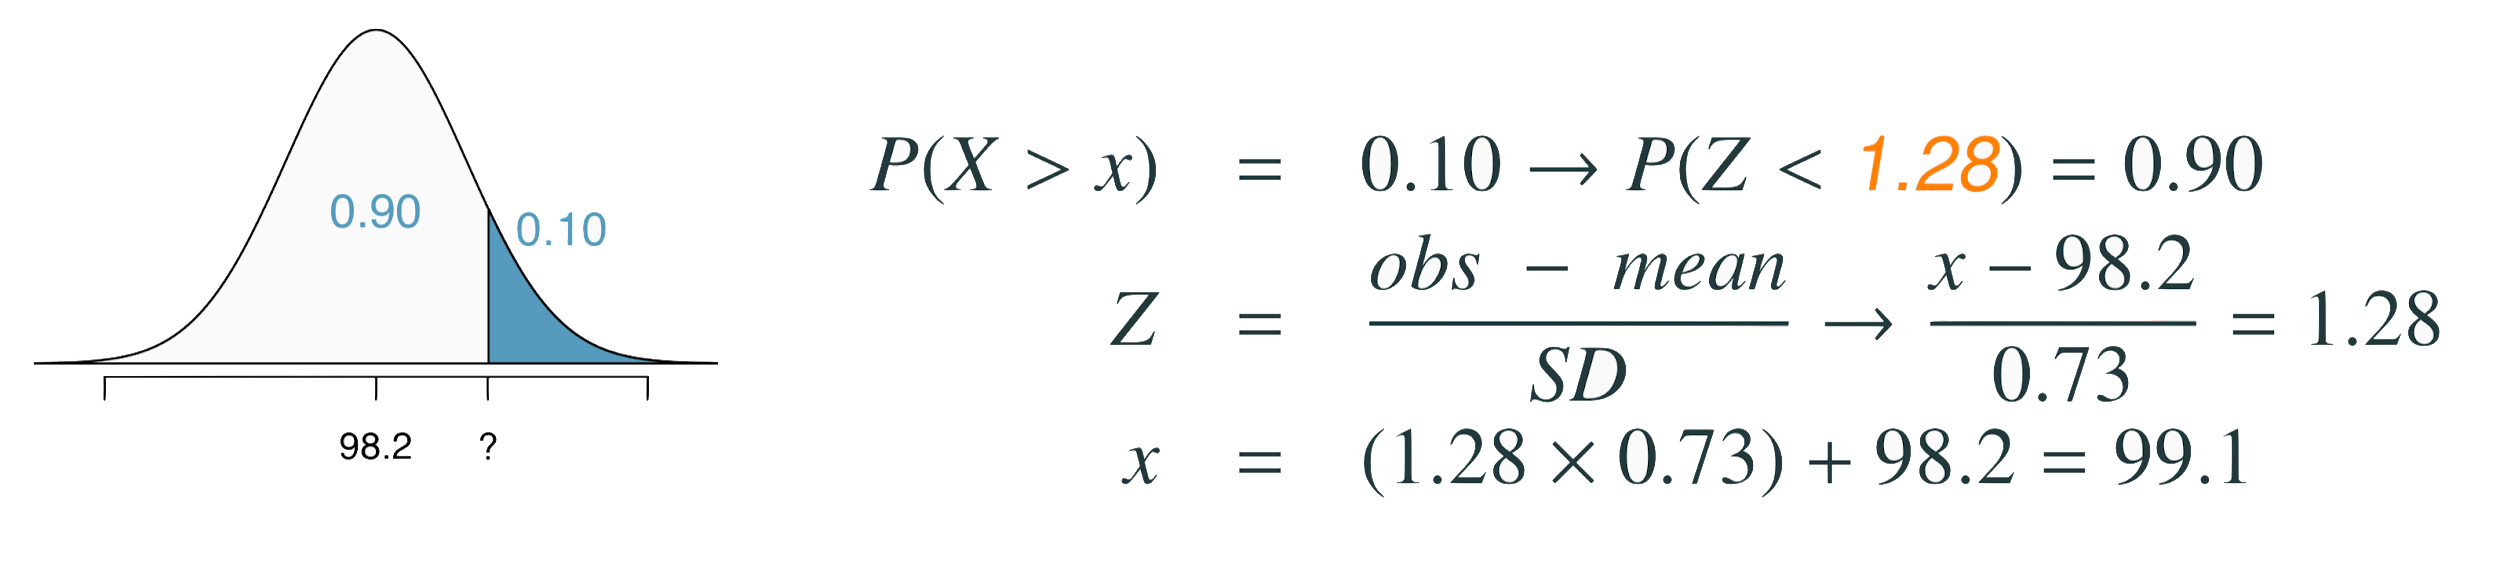 0.90
0.10
98.2 ?
P(X > x) = 0.10 → P(Z < 1.28) = 0.90
Z = obs − mean / SD → x − 98.2 / 0.73 = 1.28
x = (1.28 × 0.73) + 98.2 = 99.1